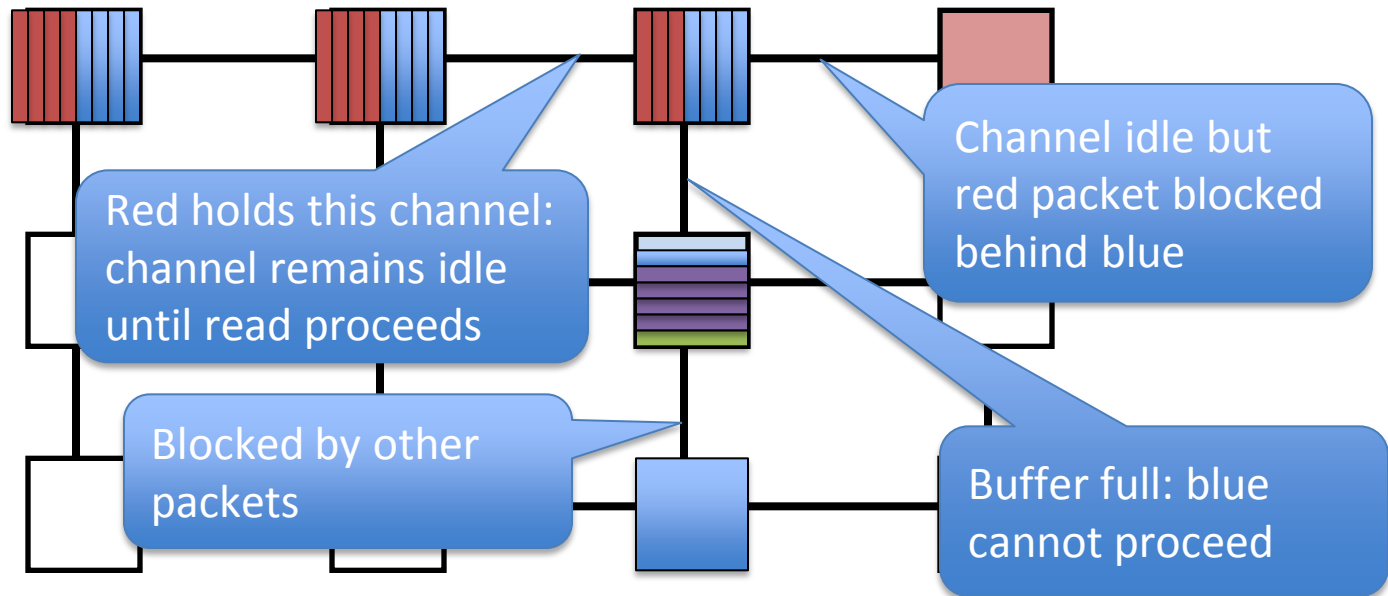 Channel idle but
red packet blocked
behind blue
Red holds this channel:
channel remains idle
until read proceeds
Blocked by other
packets
Buffer full: blue
cannot proceed